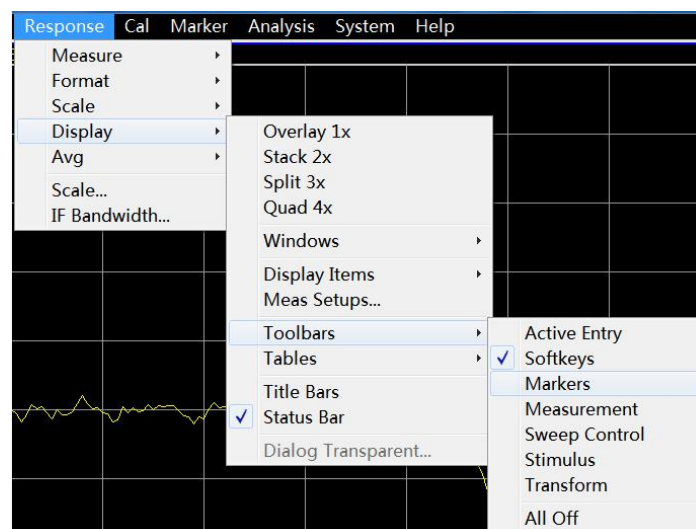 Response Cal Marker Analysis System Help
Measure
Format
Scale
Display
Avg
Scale...
IF Bandwidth...
Overlay 1x
Stack 2x
Split 3x
Quad 4x
Windows
Display Items
Meas Setups...
Toolbars
Tables
Title Bars
Status Bar
Dialog Transparent...
Active Entry
Softkeys
Markers
Measurement
Sweep Control
Stimulus
Transform
All Off